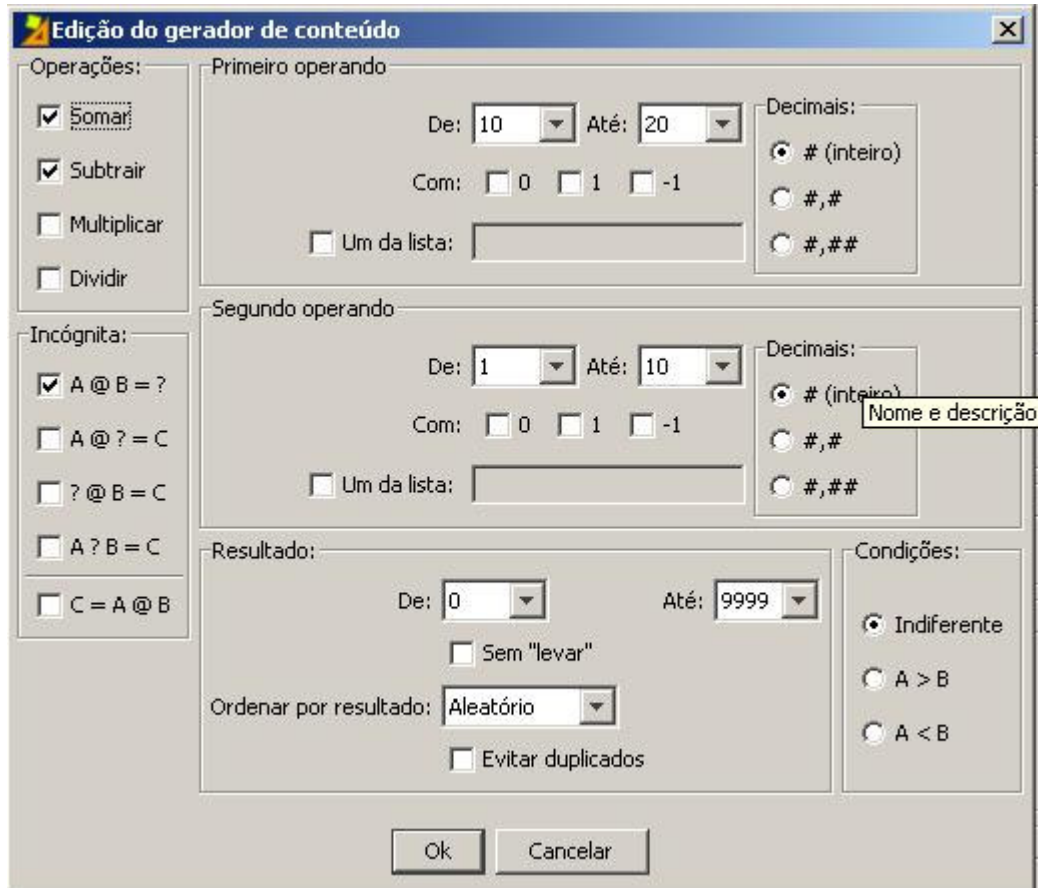 Edição do gerador de conteúdo
Operações:
Somar
Subtrair
Multiplicar
Dividir
Incógnita:
A @ B = ?
A @ ? = C
? @ B = C
A ? B = C
C = A @ B
Primeiro operando
De: 10 Até: 20
Com: 0 1 -1
Um da lista:
Decimais:
# (inteiro)
#,#
#,##
Segundo operando
De: 1 Até: 10
Com: 0 1 -1
Um da lista:
Decimais:
# (inteiro)
Nome e descrição
#,#
#,##
Resultado:
De: 0 Até: 9999
Sem "levar"
Ordenar por resultado: Aleatório
Evitar duplicados
Condições:
Indiferente
A > B
A < B
Ok Cancelar